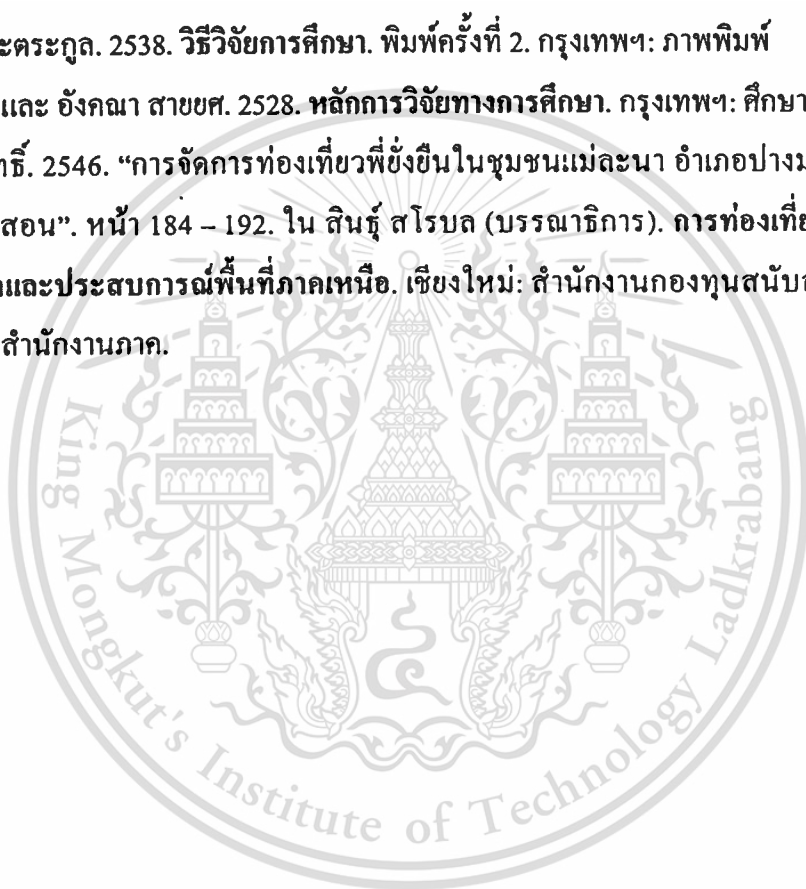 ะตระกูล. 2538. วิธีวิจัยการศึกษา. พิมพ์ครั้งที่ 2. กรุงเทพฯ: ภาพพิมพ์
และ อังคณา สายยศ. 2528. หลักการวิจัยทางการศึกษา. กรุงเทพฯ: ศึกษา
ทธิ์. 2546. “การจัดการท่องเที่ยวพี่ยั่งยืนในชุมชนแม่ละนา อำเภอปางม
สอน”. หน้า 184 – 192. ใน สินธุ์ สโรบล (บรรณาธิการ). การท่องเที่ย
และประสบการณ์พื้นที่ภาคเหนือ. เชียงใหม่: สำนักงานกองทุนสนับส
สำนักงานภาค.
King Mongkut's Institute of Technology Ladkrabang